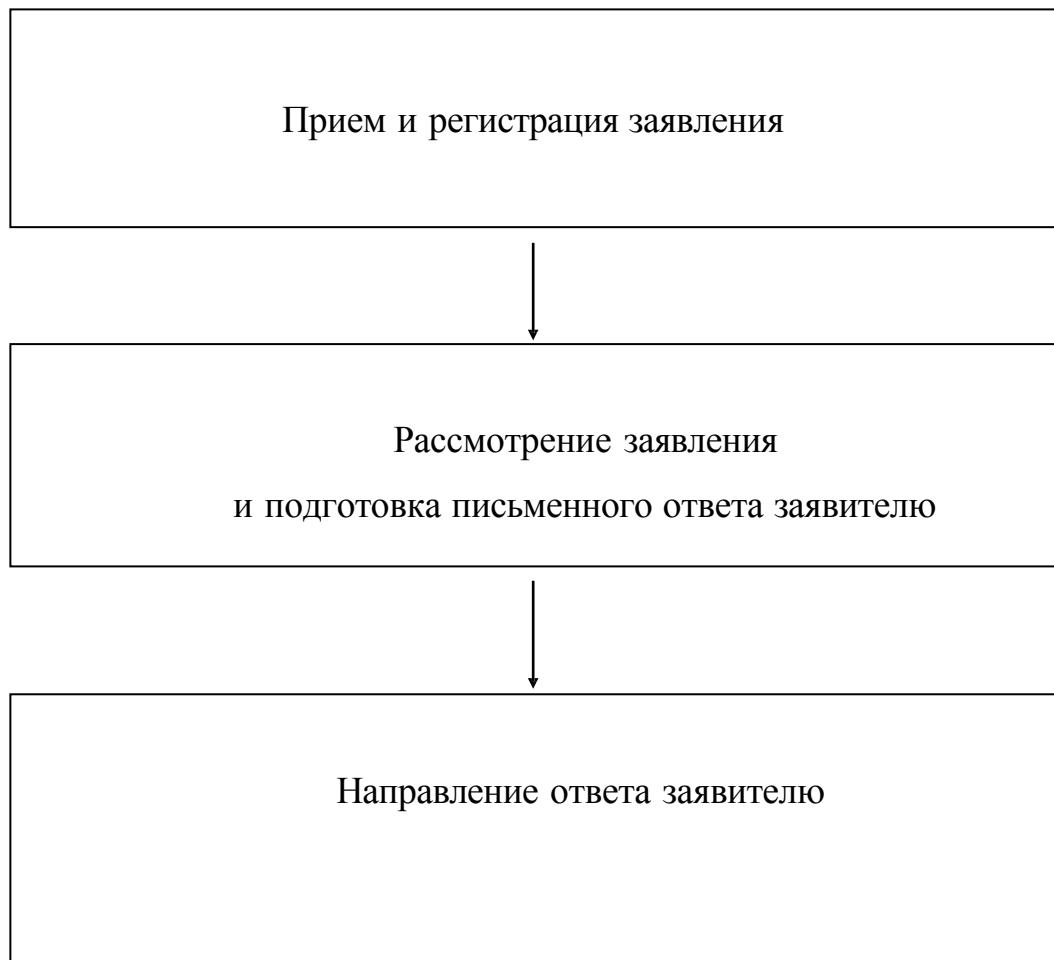 Прием и регистрация заявления
Рассмотрение заявления
и подготовка письменного ответа заявителю
Направление ответа заявителю